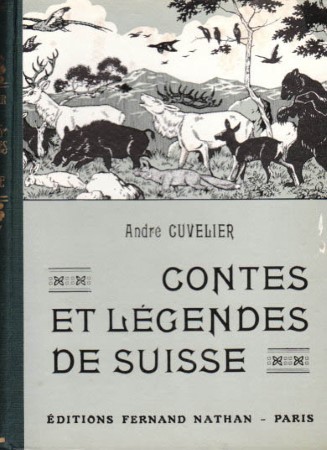 André CUVELIER
CONTES
ET LÉGENDES
DE SUISSE
ÉDITIONS FERNAND NATHAN - PARIS